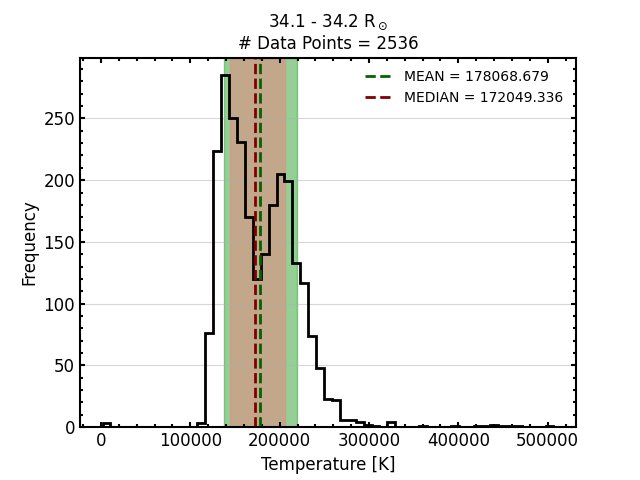 34.1 - 34.2 R⊙
# Data Points = 2536
MEAN = 178068.679
MEDIAN = 172049.336
Frequency
250
200
150
100
50
0
0 100000 200000 300000 400000 500000
Temperature [K]